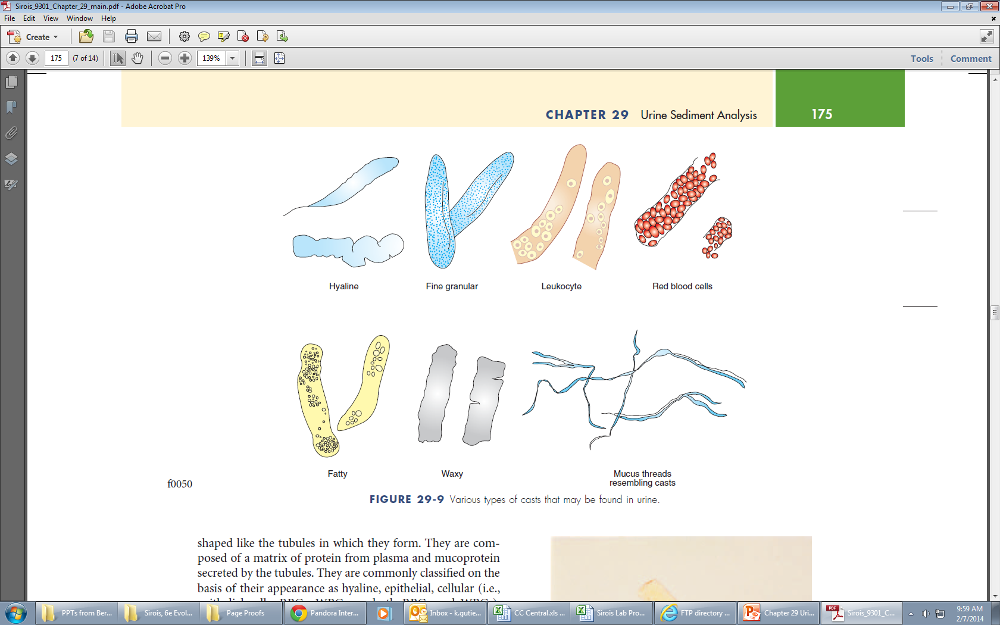 Sirois_9301_Chapter_29_main.pdf - Adobe Acrobat Pro
File Edit View Window Help
Create
175 (7 of 14) 139% Tools Comment
CHAPTER 29 Urine Sediment Analysis 175
Hyaline Fine granular Leukocyte Red blood cells
Fatty Waxy Mucus threads
resembling casts
f0050
FIGURE 29-9 Various types of casts that may be found in urine.
shaped like the tubules in which they form. They are com-
posed of a matrix of protein from plasma and mucoprotein
secreted by the tubules. They are commonly classified on the
basis of their appearance as hyaline, epithelial, cellular (i.e.,
PPTs from Ber... Sirois, 6e Evol... Page Proofs Pandora Inter... Inbox - k.gutie... CC Central.xls ... Sirois Lab Pro... FTP directory ... Chapter 29 Uri... Sirois_9301_C... 9:59 AM
2/7/2014